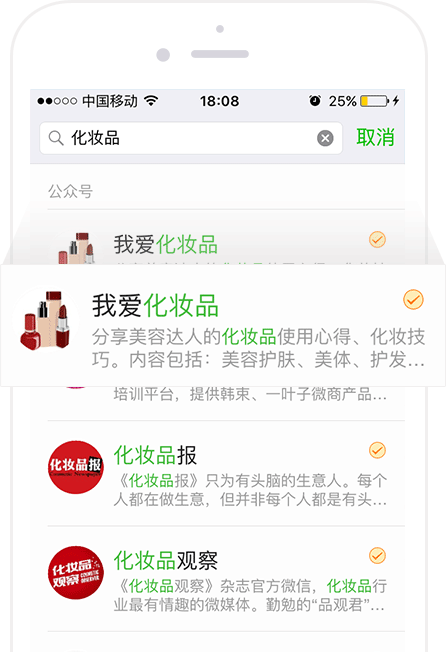 中国移动 18:08 25%
化妆品 取消
公众号
我爱化妆品
我爱化妆品
分享美容达人的化妆品使用心得、化妆技
巧。内容包括：美容护肤、美体、护发…
培训平台，提供韩束、一叶子微商产品…
化妆品报
化妆品报
《化妆品报》只为有头脑的生意人。每个
人都在做生意，但并非每个人都是有头…
化妆品
观察
化妆品观察
《化妆品观察》杂志官方微信，化妆品行
业最有情趣的微媒体。勤勉的“品观君”…